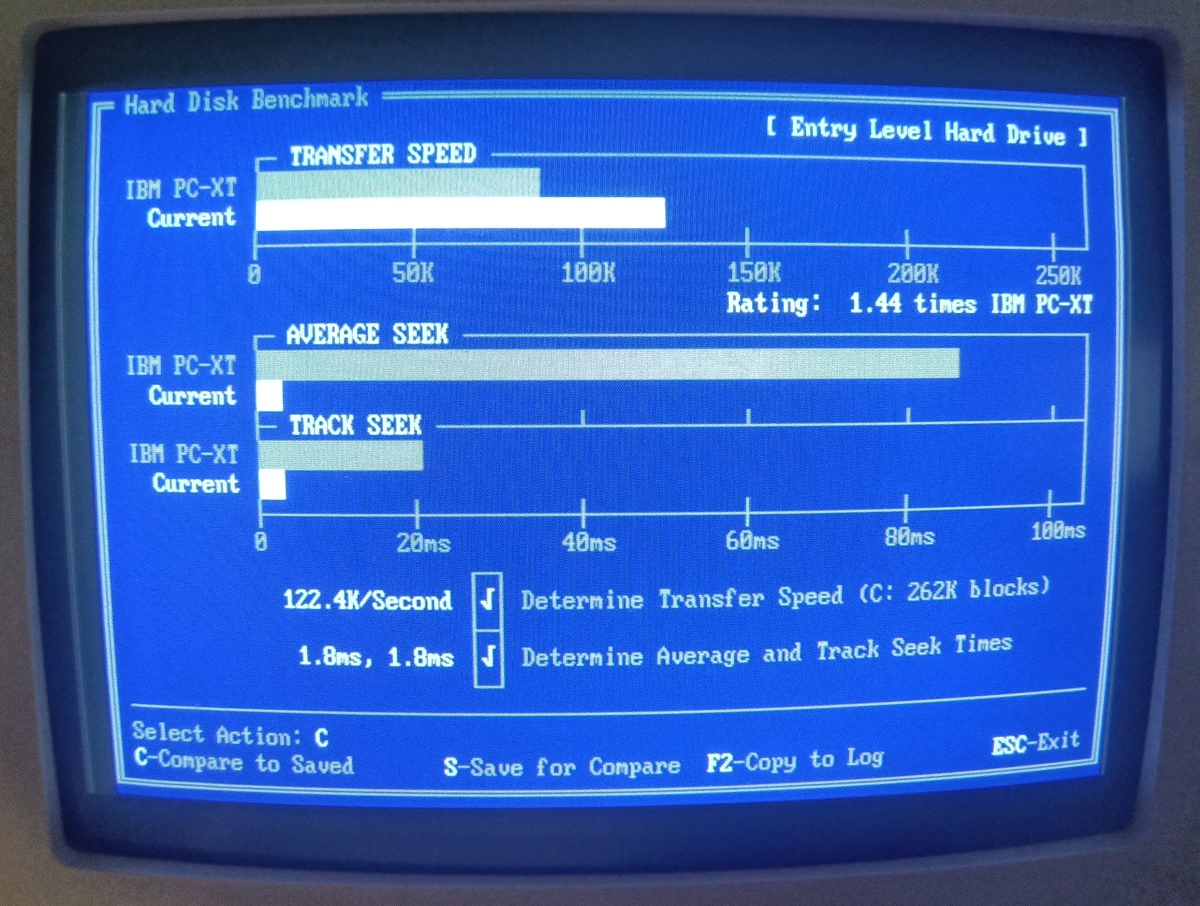 Hard Disk Benchmark
[ Entry Level Hard Drive ]
TRANSFER SPEED
IBM PC-XT
Current
0 50K 100K 150K 200K 250K
Rating: 1.44 times IBM PC-XT
AVERAGE SEEK
IBM PC-XT
Current
TRACK SEEK
IBM PC-XT
Current
0 20ms 40ms 60ms 80ms 100ms
122.4K/Second √ Determine Transfer Speed (C: 262K blocks)
1.8ms, 1.8ms √ Determine Average and Track Seek Times
Select Action: C
C-Compare to Saved S-Save for Compare F2-Copy to Log ESC-Exit